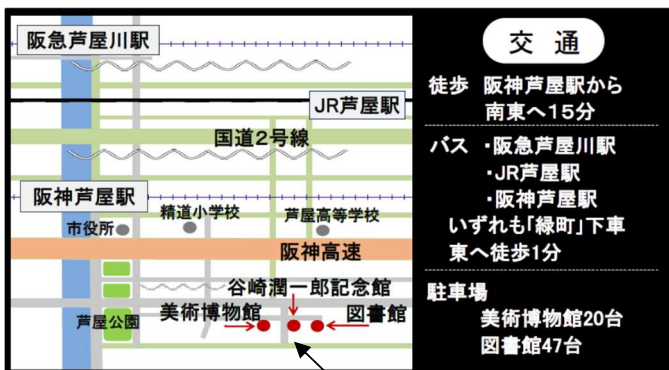 阪急芦屋川駅
JR芦屋駅
国道2号線
阪神芦屋駅
精道小学校
芦屋高等学校
市役所
阪神高速
谷崎潤一郎記念館
美術博物館
図書館
芦屋公園
交 通
徒歩 阪神芦屋駅から
南東へ15分
バス ・阪急芦屋川駅
・JR芦屋駅
・阪神芦屋駅
いずれも「緑町」下車
東へ徒歩1分
駐車場
美術博物館20台
図書館47台